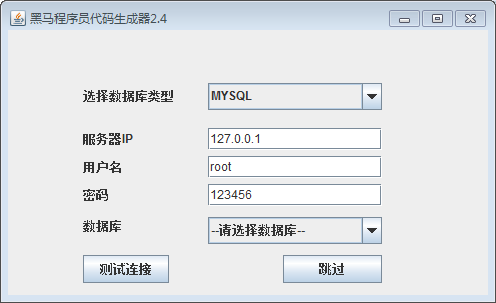 黑马程序员代码生成器2.4
选择数据库类型 MYSQL
服务器IP 127.0.0.1
用户名 root
密码 123456
数据库 --请选择数据库--
测试连接 跳过